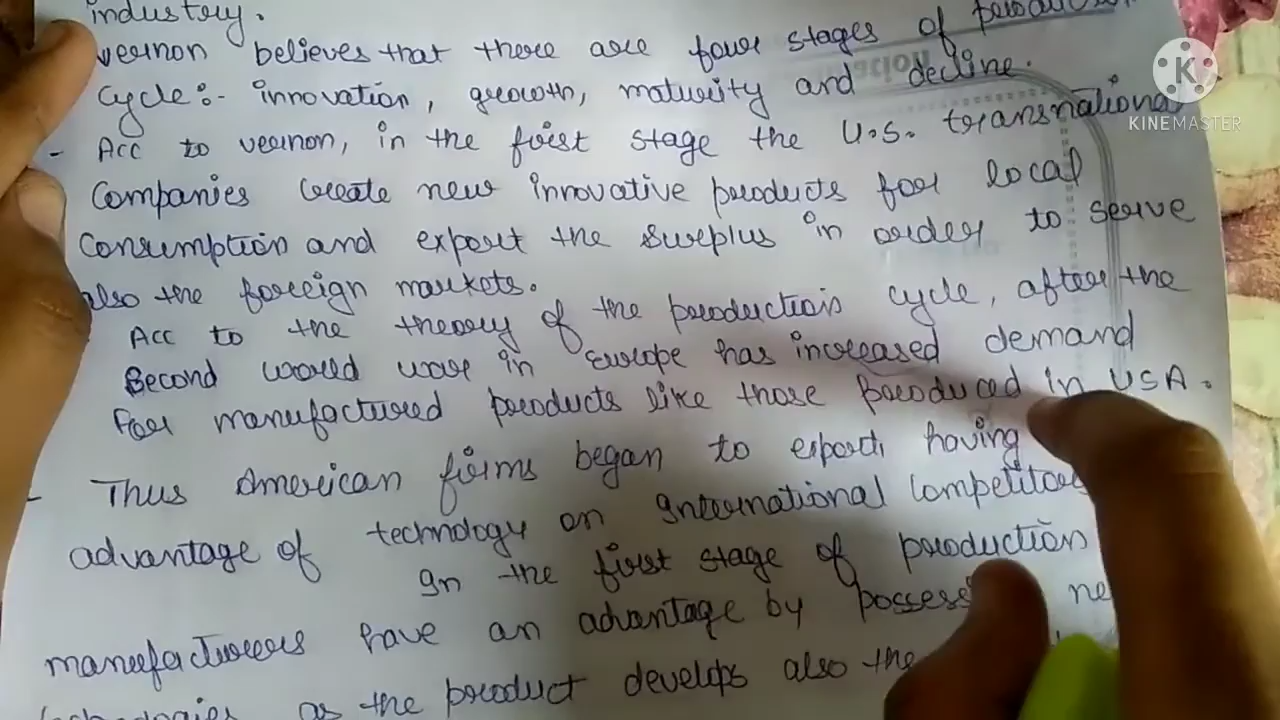 industory.
vernon believes that there are four stages of production
cycle:- innovation, growth, maturity and decline.
- Acc to vernon, in the first stage the U.S. transnational
Companies create new innovative products for local
Consumption and export the surplus in order to serve
also the foreign markets.
Acc to the theory of the production cycle, after the
Second world war in Europe has increased demand
For manufactured products like those produced in USA.
- Thus American firms began to export having
advantage of technology on International Competitors
In the first stage of production
manufacturers have an advantage by possess
as the product develops also the
KINEMASTER